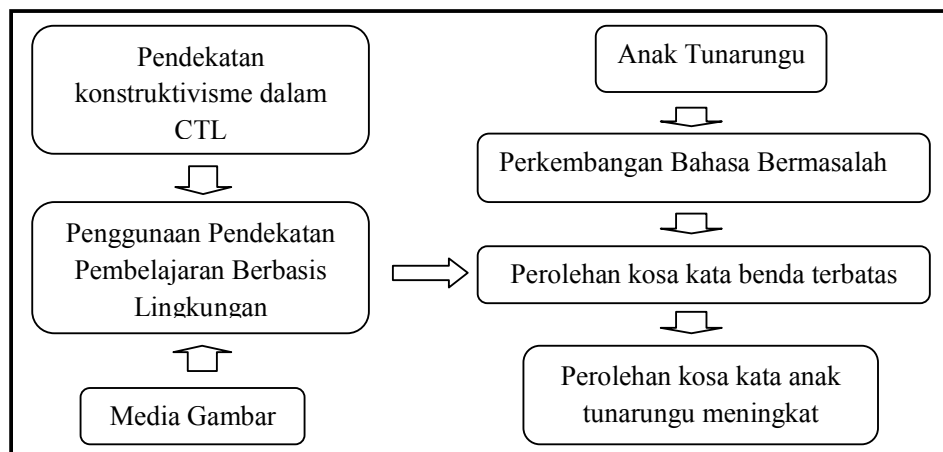 Pendekatan
konstruktivisme dalam
CTL
Penggunaan Pendekatan
Pembelajaran Berbasis
Lingkungan
Media Gambar
Anak Tunarungu
Perkembangan Bahasa Bermasalah
Perolehan kosa kata benda terbatas
Perolehan kosa kata anak
tunarungu meningkat